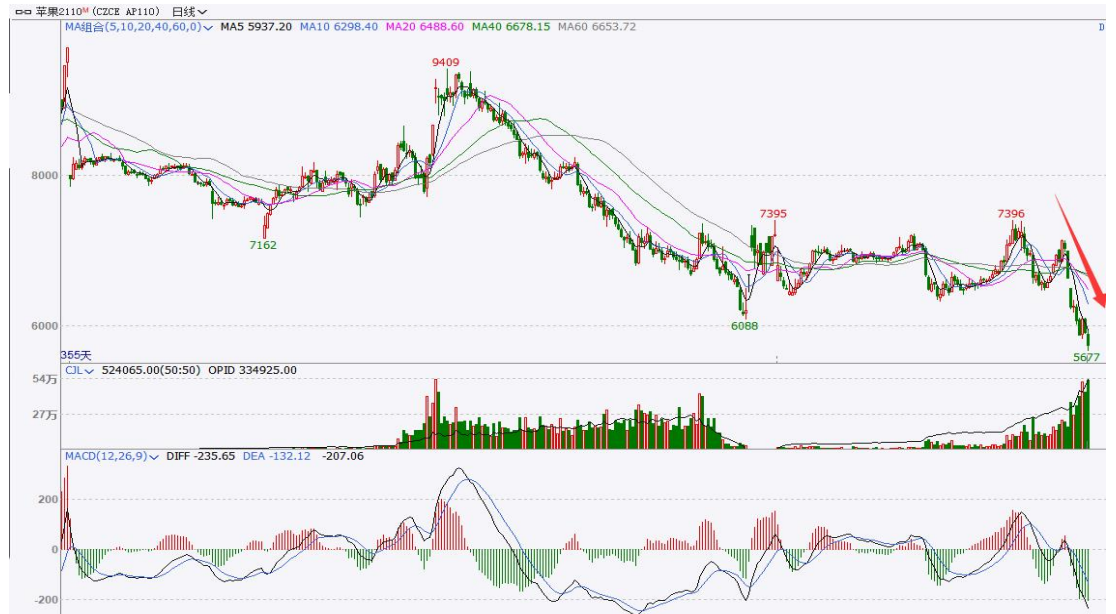 苹果2110M (CZCE AP110) 日线
MA组合(5,10,20,40,60,0) MA5 5937.20 MA10 6298.40 MA20 6488.60 MA40 6678.15 MA60 6653.72 D
9409
8000
7395
7396
7162
6088
6000
5677
355天
CJL 524065.00(50:50) OPID 334925.00
54万
27万
MACD(12,26,9) DIFF -235.65 DEA -132.12 -207.06
200
0
-200